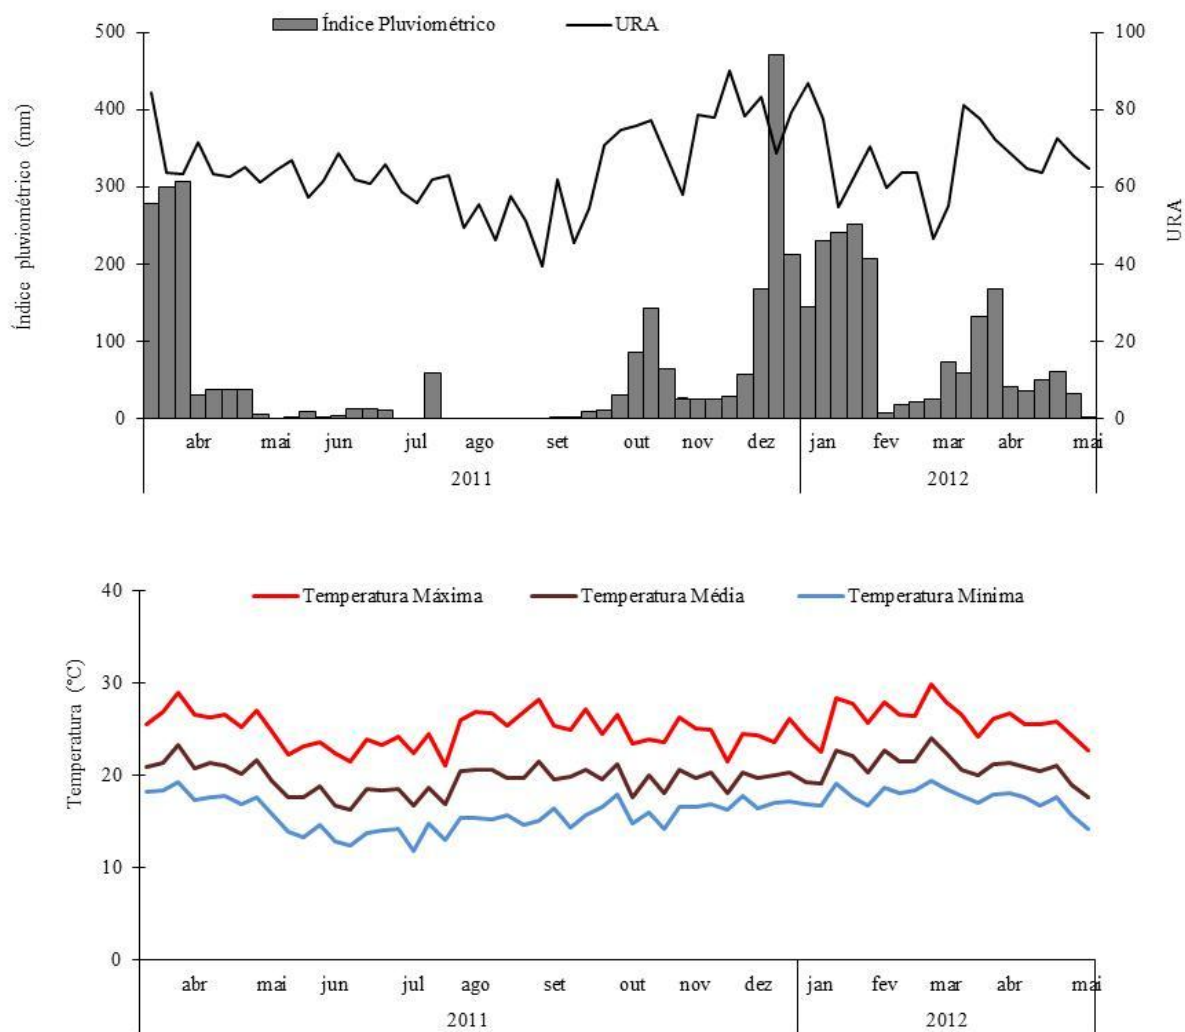 Índice Pluviométrico URA
Índice pluviométrico (mm)
500
400
300
200
100
0
100
80
60
40
20
0
URA
abr mai jun jul ago set out nov dez jan fev mar abr mai
2011 2012
Temperatura Máxima Temperatura Média Temperatura Mínima
Temperatura (°C)
40
30
20
10
0
abr mai jun jul ago set out nov dez jan fev mar abr mai
2011 2012